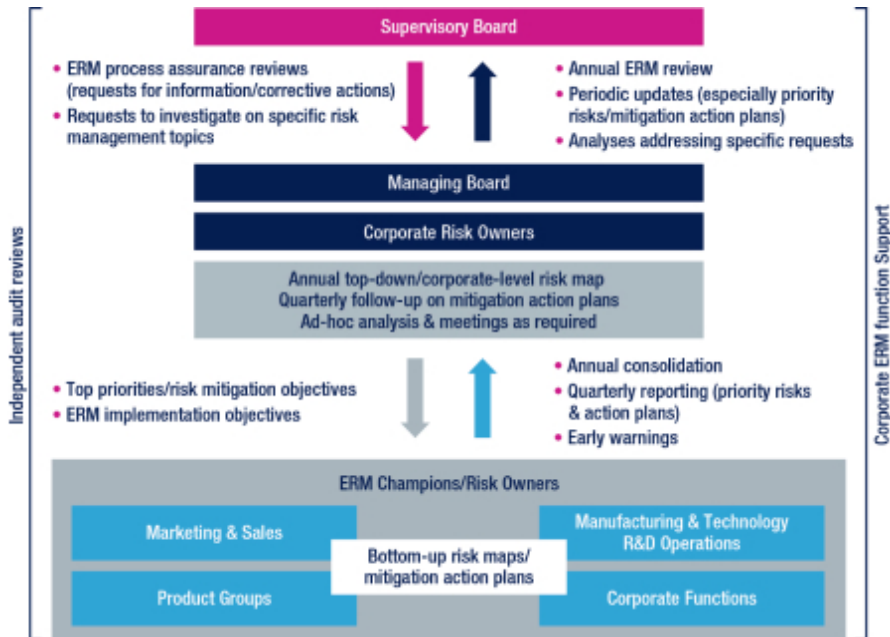 Supervisory Board
• ERM process assurance reviews
(requests for information/corrective actions)
• Requests to investigate on specific risk
management topics
• Annual ERM review
• Periodic updates (especially priority
risks/mitigation action plans)
• Analyses addressing specific requests
Managing Board
Corporate Risk Owners
Annual top-down/corporate-level risk map
Quarterly follow-up on mitigation action plans
Ad-hoc analysis & meetings as required
Independent audit reviews
Corporate ERM function Support
• Top priorities/risk mitigation objectives
• ERM implementation objectives
• Annual consolidation
• Quarterly reporting (priority risks
& action plans)
• Early warnings
ERM Champions/Risk Owners
Marketing & Sales
Manufacturing & Technology
R&D Operations
Bottom-up risk maps/
mitigation action plans
Product Groups
Corporate Functions